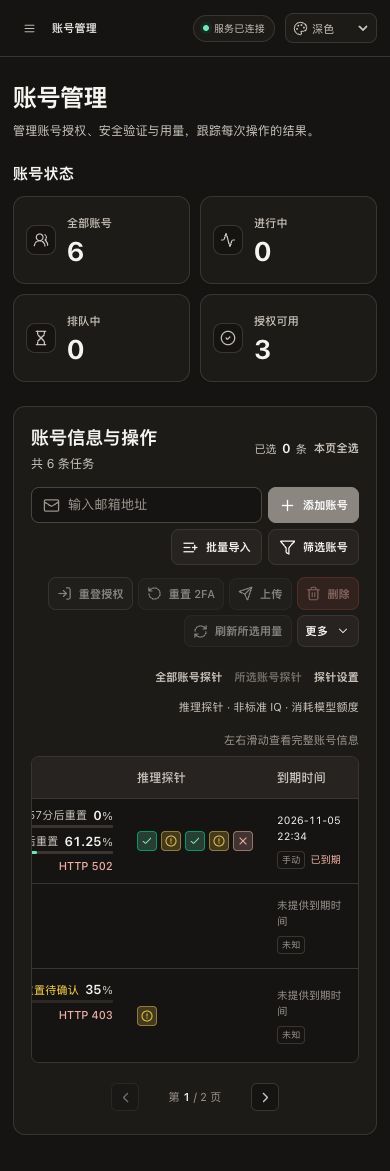 账号管理
服务已连接
深色
账号管理
管理账号授权、安全验证与用量，跟踪每次操作的结果。
账号状态
全部账号
6
进行中
0
排队中
0
授权可用
3
账号信息与操作
共 6 条任务
已选 0 条 本页全选
输入邮箱地址
添加账号
批量导入
筛选账号
重登授权
重置 2FA
上传
删除
刷新所选用量
更多
全部账号探针 所选账号探针 探针设置
推理探针 · 非标准 IQ · 消耗模型额度
左右滑动查看完整账号信息
推理探针
到期时间
57分后重置 0%
后重置 61.25%
HTTP 502
2026-11-05
22:34
手动 已到期
未提供到期时
间
未知
置待确认 35%
HTTP 403
未提供到期时
间
未知
第 1 / 2 页